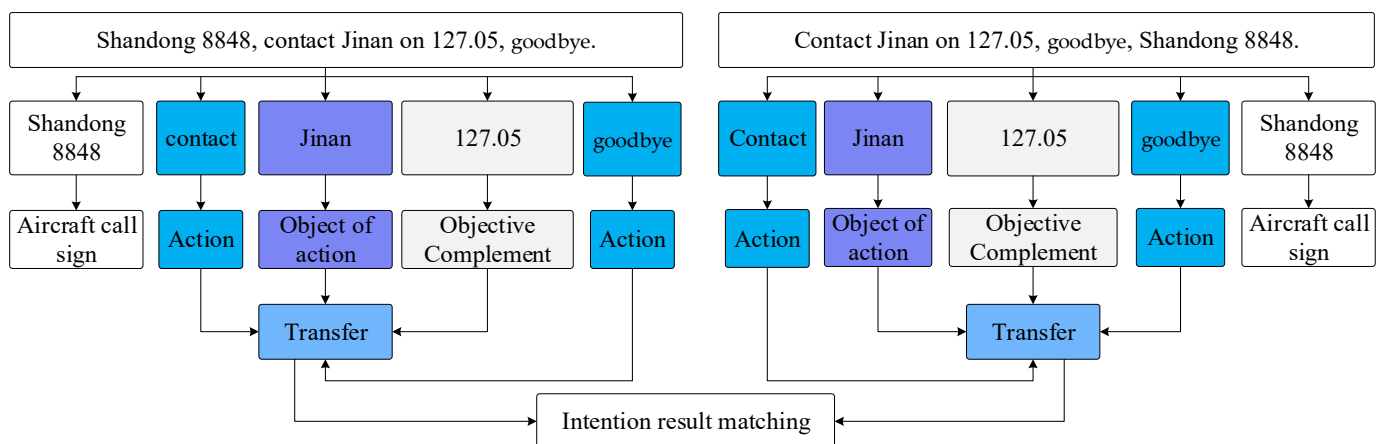 Shandong 8848, contact Jinan on 127.05, goodbye.
Contact Jinan on 127.05, goodbye, Shandong 8848.
Shandong
8848
contact
Jinan
127.05
goodbye
Contact
Jinan
127.05
goodbye
Shandong
8848
Aircraft call
sign
Action
Object of
action
Objective
Complement
Action
Action
Object of
action
Objective
Complement
Action
Aircraft call
sign
Transfer
Transfer
Intention result matching